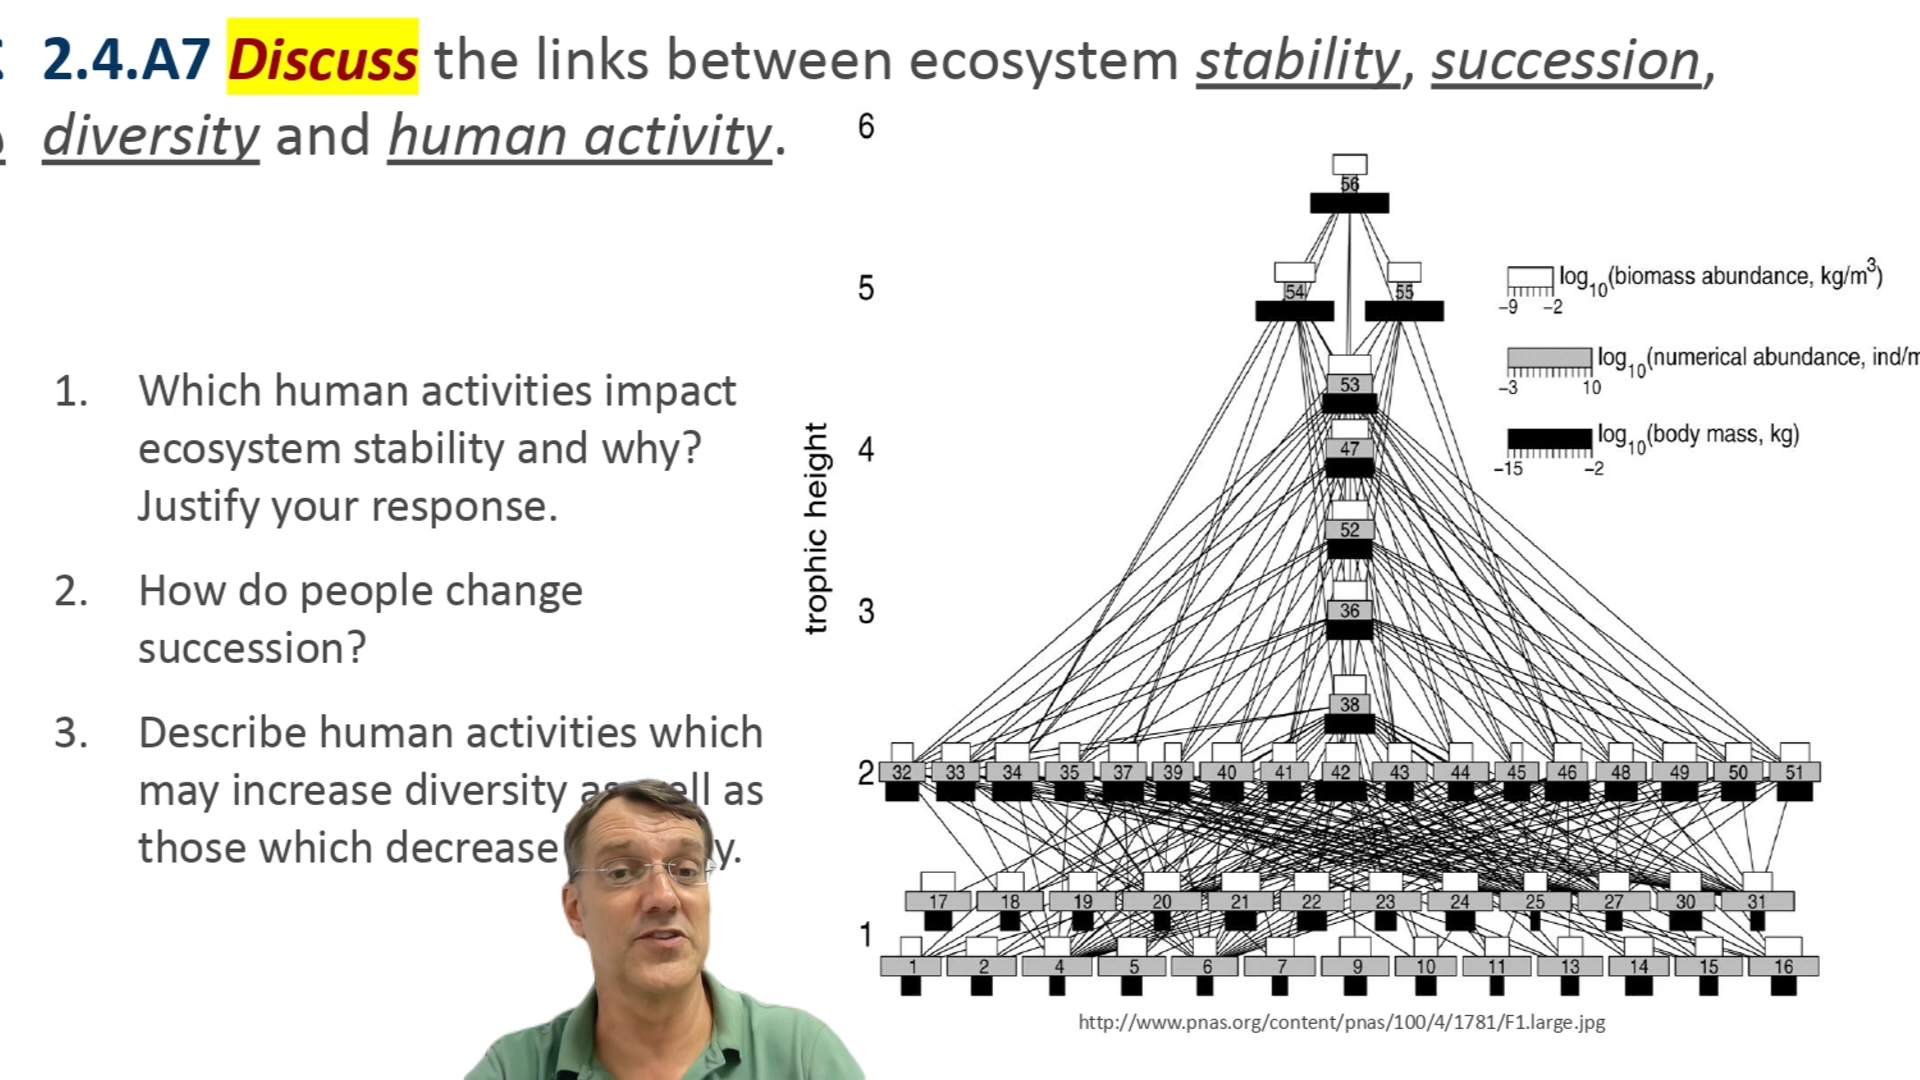 2.4.A7 Discuss the links between ecosystem stability, succession,
diversity and human activity.
1. Which human activities impact
ecosystem stability and why?
Justify your response.
2. How do people change
succession?
3. Describe human activities which
may increase diversity as well as
those which decrease
trophic height
6
5
4
3
2
1
56
54 55
53
47
52
36
38
32 33 34 35 37 39 40 41 42 43 44 45 46 48 49 50 51
17 18 19 20 21 22 23 24 25 27 30 31
1 2 4 5 6 7 9 10 11 13 14 15 16
log10(biomass abundance, kg/m3)
−9 −2
log10(numerical abundance, ind/m
−3 10
log10(body mass, kg)
−15 −2
http://www.pnas.org/content/pnas/100/4/1781/F1.large.jpg